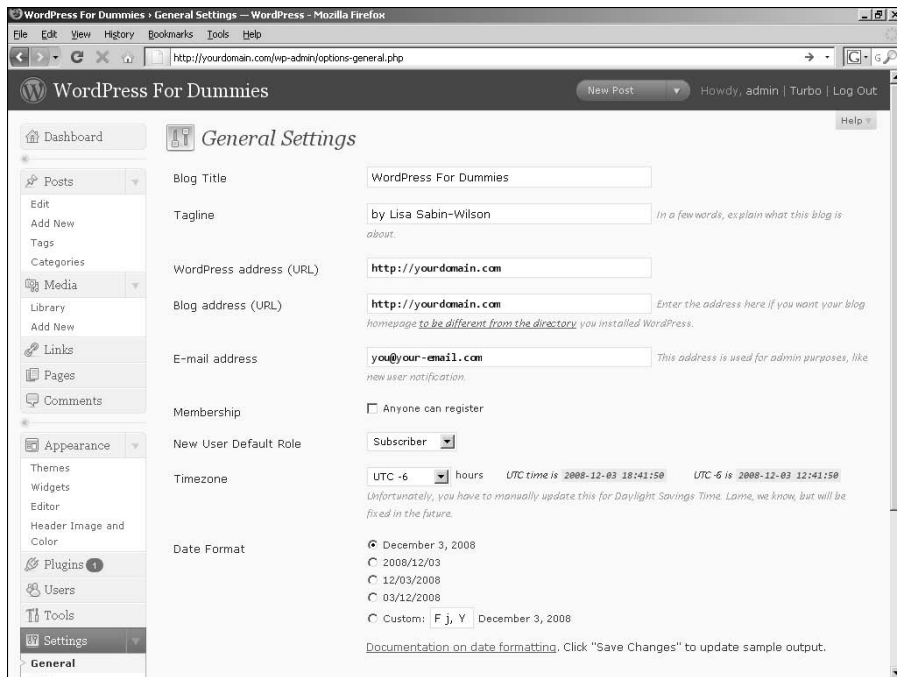 WordPress For Dummies › General Settings — WordPress - Mozilla Firefox
File Edit View History Bookmarks Tools Help
http://yourdomain.com/wp-admin/options-general.php
G
G
WordPress For Dummies
New Post
Howdy, admin | Turbo | Log Out
Help
Dashboard
Posts
Edit
Add New
Tags
Categories
Media
Library
Add New
Links
Pages
Comments
Appearance
Themes
Widgets
Editor
Header Image and
Color
Plugins 1
Users
Tools
Settings
General
General Settings
Blog Title WordPress For Dummies
Tagline by Lisa Sabin-Wilson In a few words, explain what this blog is
about.
WordPress address (URL) http://yourdomain.com
Blog address (URL) http://yourdomain.com Enter the address here if you want your blog
homepage to be different from the directory you installed WordPress.
E-mail address you@your-email.com This address is used for admin purposes, like
new user notification.
Membership Anyone can register
New User Default Role Subscriber
Timezone UTC -6 hours UTC time is 2008-12-03 18:41:50 UTC -6 is 2008-12-03 12:41:50
Unfortunately, you have to manually update this for Daylight Savings Time. Lame, we know, but will be
fixed in the future.
Date Format December 3, 2008
2008/12/03
12/03/2008
03/12/2008
Custom: F j, Y December 3, 2008
Documentation on date formatting. Click "Save Changes" to update sample output.